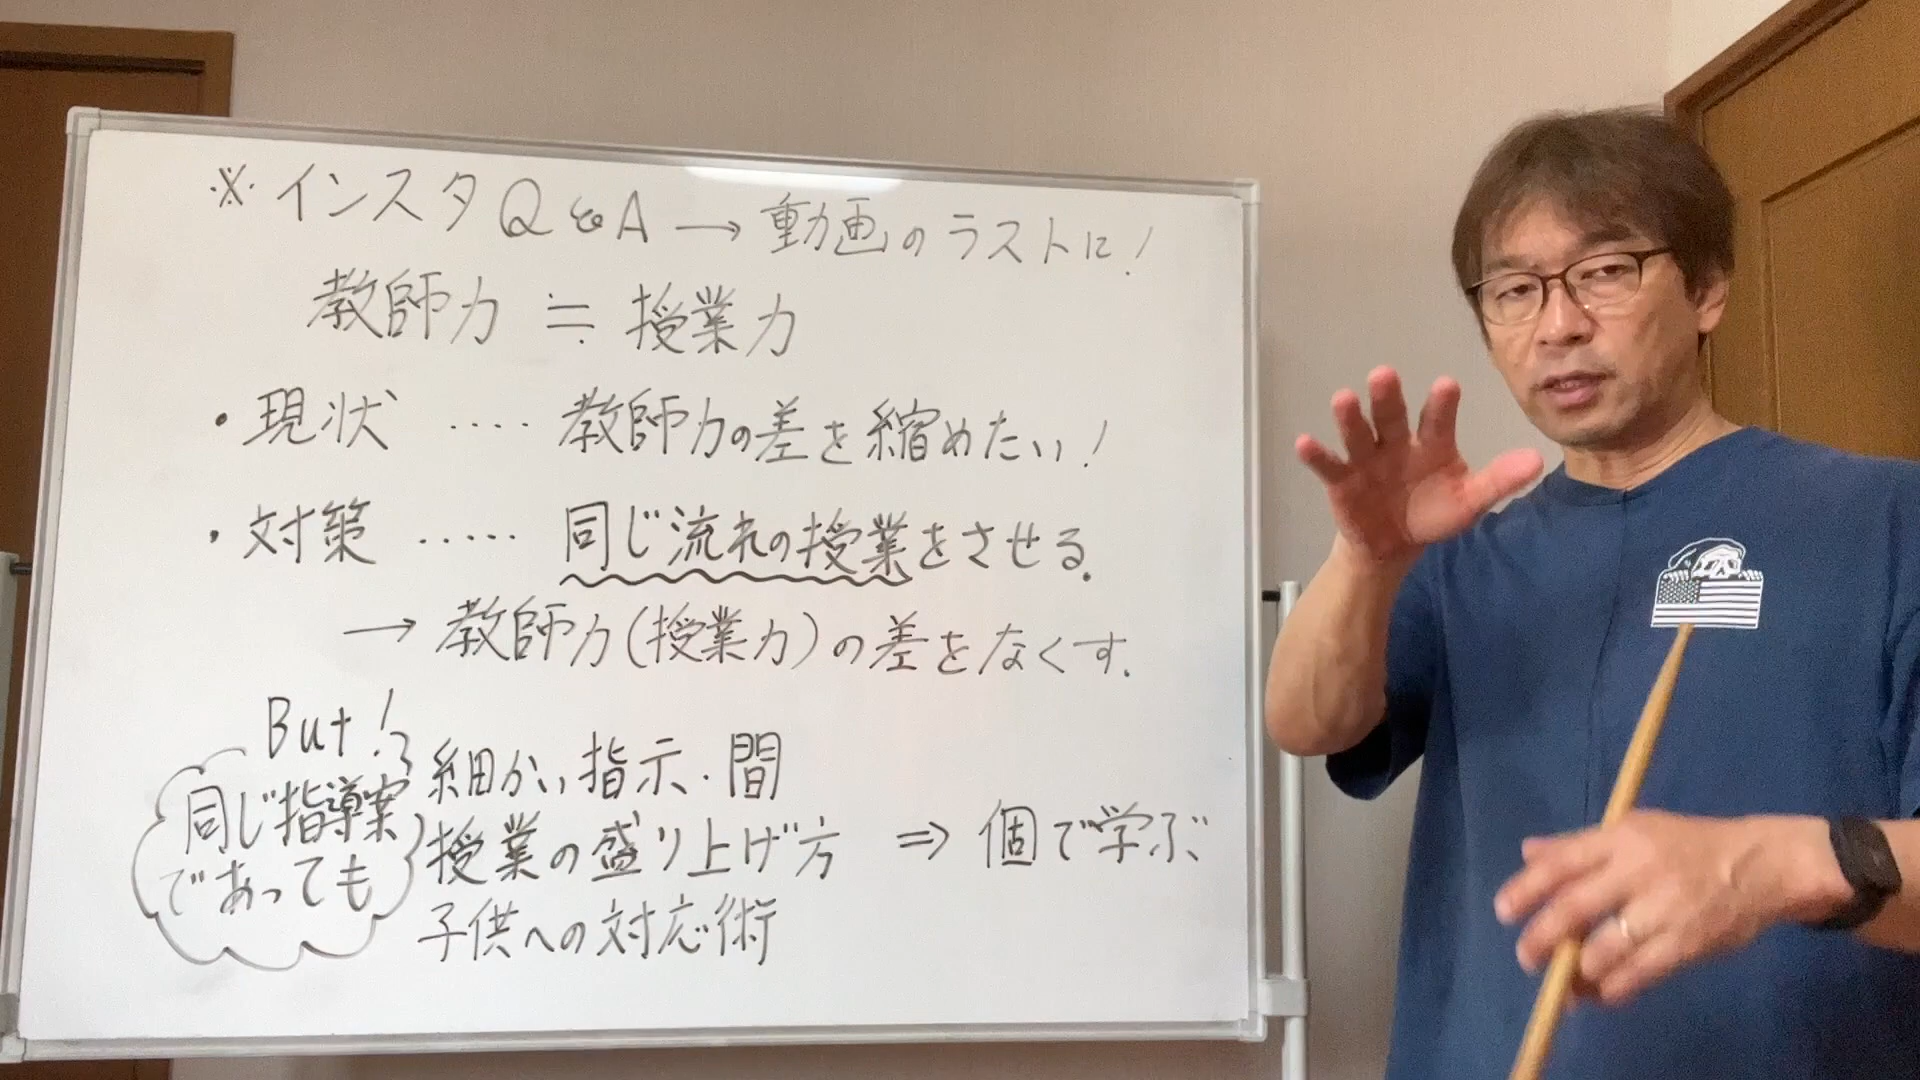 ※インスタQ&A→動画のラストに!
教師力≒授業力
・現状‥‥教師力の差を縮めたい!
・対策‥‥‥同じ流れの授業をさせる.
→教師力(授業力)の差をなくす.
But!
同じ指導案
であっても
細かい指示・間
授業の盛り上げ方⇒個で学ぶ
子供への対応術